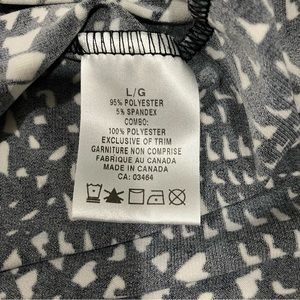 L/G
95% POLYESTER
5% SPANDEX
COMBO:
100% POLYESTER
EXCLUSIVE OF TRIM
GARNITURE NON COMPRISE
FABRIQUE AU CANADA
MADE IN CANADA
CA: 03464